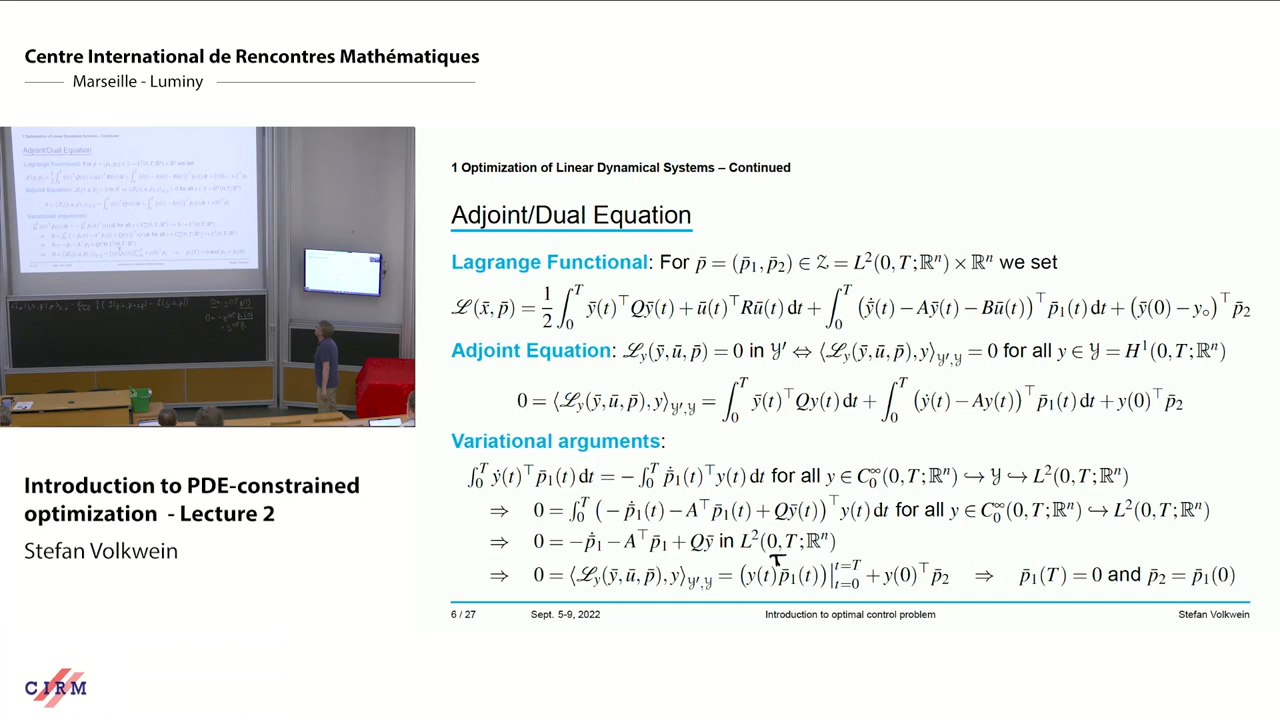 Centre International de Rencontres Mathématiques
Marseille - Luminy
1 Optimization of Linear Dynamical Systems – Continued
Adjoint/Dual Equation
Lagrange Functional: For p̄ = (p̄₁, p̄₂) ∈ 𝒵 = L²(0,T;ℝⁿ) × ℝⁿ we set
ℒ(x̄, p̄) = 1/2 ∫₀ᵀ ȳ(t)ᵀQȳ(t) + ū(t)ᵀRū(t) dt + ∫₀ᵀ (ȳ̇(t) − Aȳ(t) − Bū(t))ᵀ p̄₁(t) dt + (ȳ(0) − y∘)ᵀ p̄₂
Adjoint Equation: ℒ_y(ȳ, ū, p̄) = 0 in 𝒴′ ⇔ ⟨ℒ_y(ȳ, ū, p̄), y⟩_𝒴′,𝒴 = 0 for all y ∈ 𝒴 = H¹(0,T;ℝⁿ)
0 = ⟨ℒ_y(ȳ, ū, p̄), y⟩_𝒴′,𝒴 = ∫₀ᵀ ȳ(t)ᵀQy(t) dt + ∫₀ᵀ (ẏ(t) − Ay(t))ᵀ p̄₁(t) dt + y(0)ᵀ p̄₂
Variational arguments:
∫₀ᵀ ẏ(t)ᵀ p̄₁(t) dt = −∫₀ᵀ p̄̇₁(t)ᵀ y(t) dt for all y ∈ C₀^∞(0,T;ℝⁿ) ↪ 𝒴 ↪ L²(0,T;ℝⁿ)
⇒ 0 = ∫₀ᵀ (−p̄̇₁(t) − Aᵀp̄₁(t) + Qȳ(t))ᵀ y(t) dt for all y ∈ C₀^∞(0,T;ℝⁿ) ↪ L²(0,T;ℝⁿ)
⇒ 0 = −p̄̇₁ − Aᵀp̄₁ + Qȳ in L²(0,T;ℝⁿ)
⇒ 0 = ⟨ℒ_y(ȳ, ū, p̄), y⟩_𝒴′,𝒴 = (y(t)ᵀp̄₁(t))|_{t=0}^{t=T} + y(0)ᵀ p̄₂ ⇒ p̄₁(T) = 0 and p̄₂ = p̄₁(0)
6 / 27 Sept. 5-9, 2022 Introduction to optimal control problem Stefan Volkwein
Introduction to PDE-constrained
optimization - Lecture 2
Stefan Volkwein
CIRM